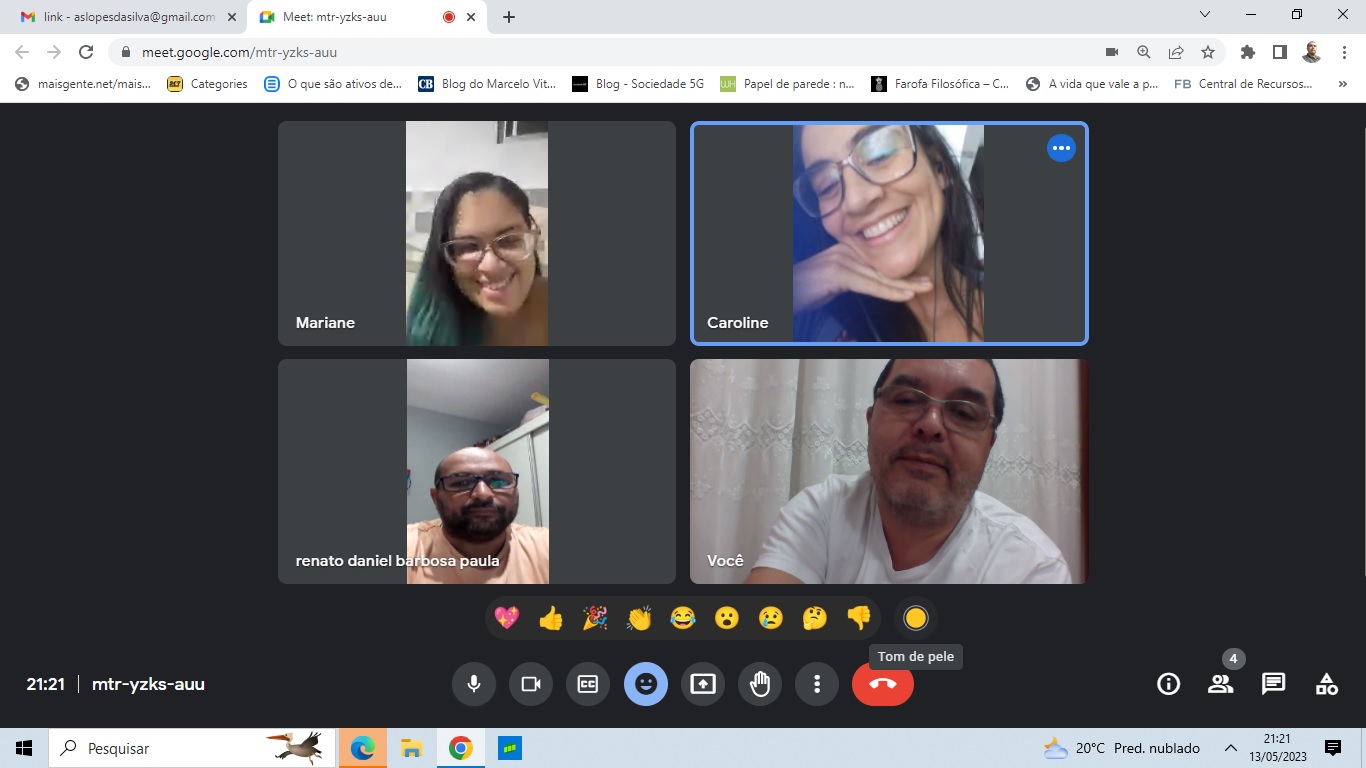 link - aslopesdasilva@gmail.com
Meet: mtr-yzks-auu
meet.google.com/mtr-yzks-auu
maisgente.net/mais...
Categories
O que são ativos de...
Blog do Marcelo Vit...
Blog - Sociedade 5G
Papel de parede : n...
Farofa Filosófica – C...
A vida que vale a p...
FB Central de Recursos...
Mariane
Caroline
renato daniel barbosa paula
Você
Tom de pele
21:21 | mtr-yzks-auu
4
Pesquisar
20°C Pred. nublado
21:21
13/05/2023